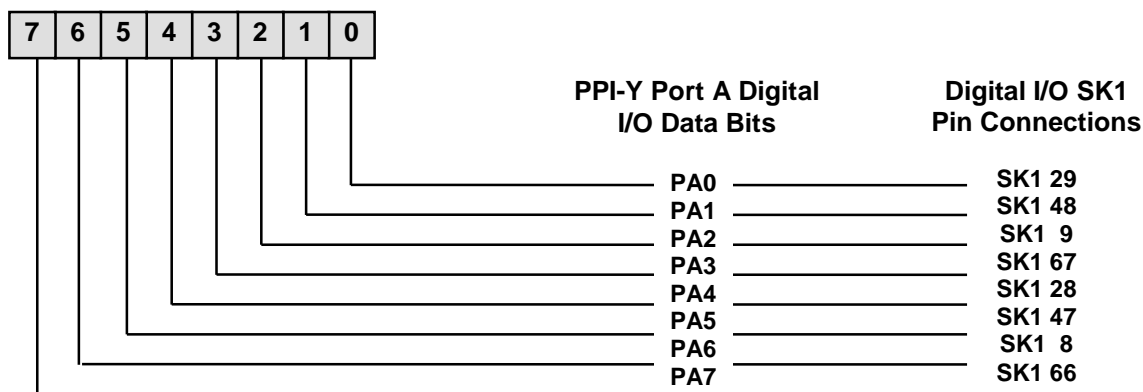 7 6 5 4 3 2 1 0
PPI-Y Port A Digital Digital I/O SK1
I/O Data Bits Pin Connections
PA0 SK1 29
PA1 SK1 48
PA2 SK1 9
PA3 SK1 67
PA4 SK1 28
PA5 SK1 47
PA6 SK1 8
PA7 SK1 66